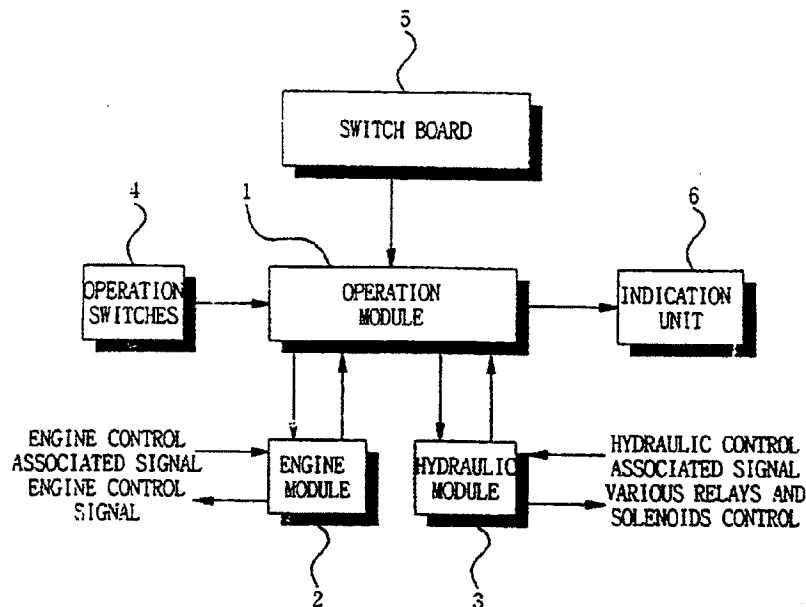 5
SWITCH BOARD
4
1
6
OPERATION
SWITCHES
OPERATION
MODULE
INDICATION
UNIT
ENGINE CONTROL
ASSOCIATED SIGNAL
ENGINE CONTROL
SIGNAL
ENGINE
MODULE
HYDRAULIC
MODULE
HYDRAULIC CONTROL
ASSOCIATED SIGNAL
VARIOUS RELAYS AND
SOLENOIDS CONTROL
2
3